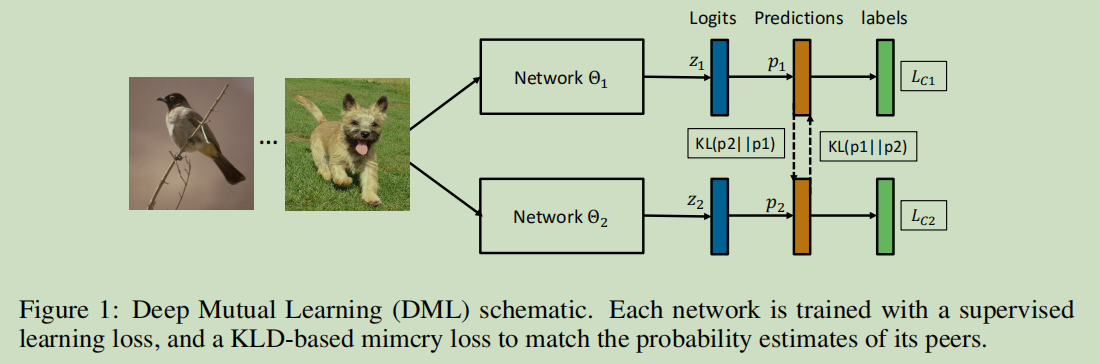 Logits Predictions labels
Network Θ₁ z₁ p₁ L_C1
KL(p2||p1) KL(p1||p2)
Network Θ₂ z₂ p₂ L_C2
...
Figure 1: Deep Mutual Learning (DML) schematic. Each network is trained with a supervised
learning loss, and a KLD-based mimcry loss to match the probability estimates of its peers.